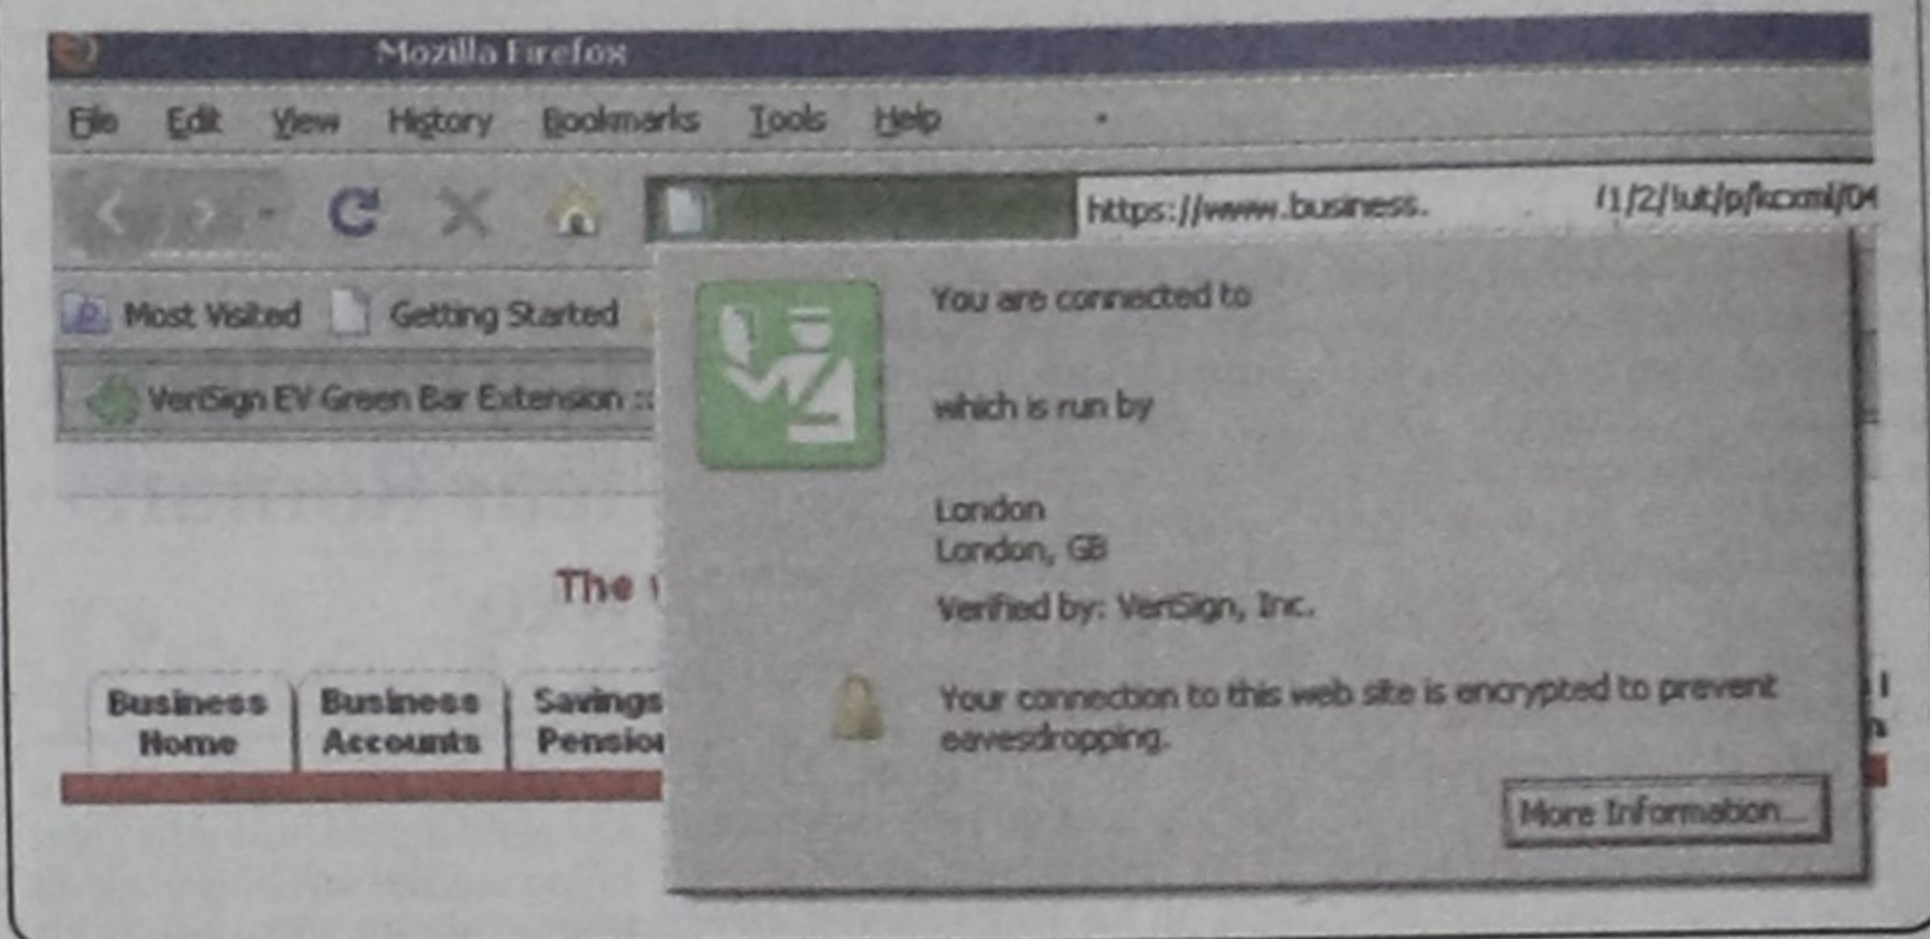 Mozilla Firefox
File Edit View History Bookmarks Tools Help
https://www.business. /1/2/!ut/p/kcxml/04
Most Visited Getting Started
VeriSign EV Green Bar Extension ::
You are connected to
which is run by
London
London, GB
Verified by: VeriSign, Inc.
Your connection to this web site is encrypted to prevent
eavesdropping.
More Information...
The
Business Home
Business Accounts
Savings